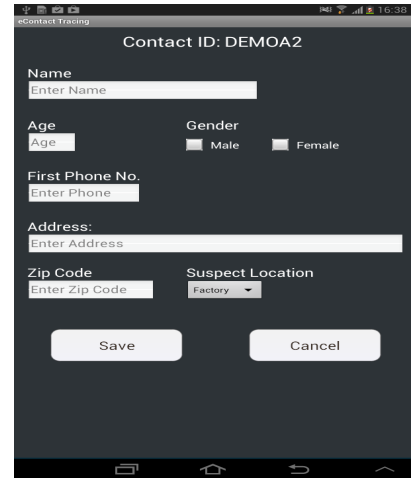 16:38
eContact Tracing
Contact ID: DEMOA2
Name
Enter Name
Age Gender
Age Male Female
First Phone No.
Enter Phone
Address:
Enter Address
Zip Code Suspect Location
Enter Zip Code Factory
Save Cancel